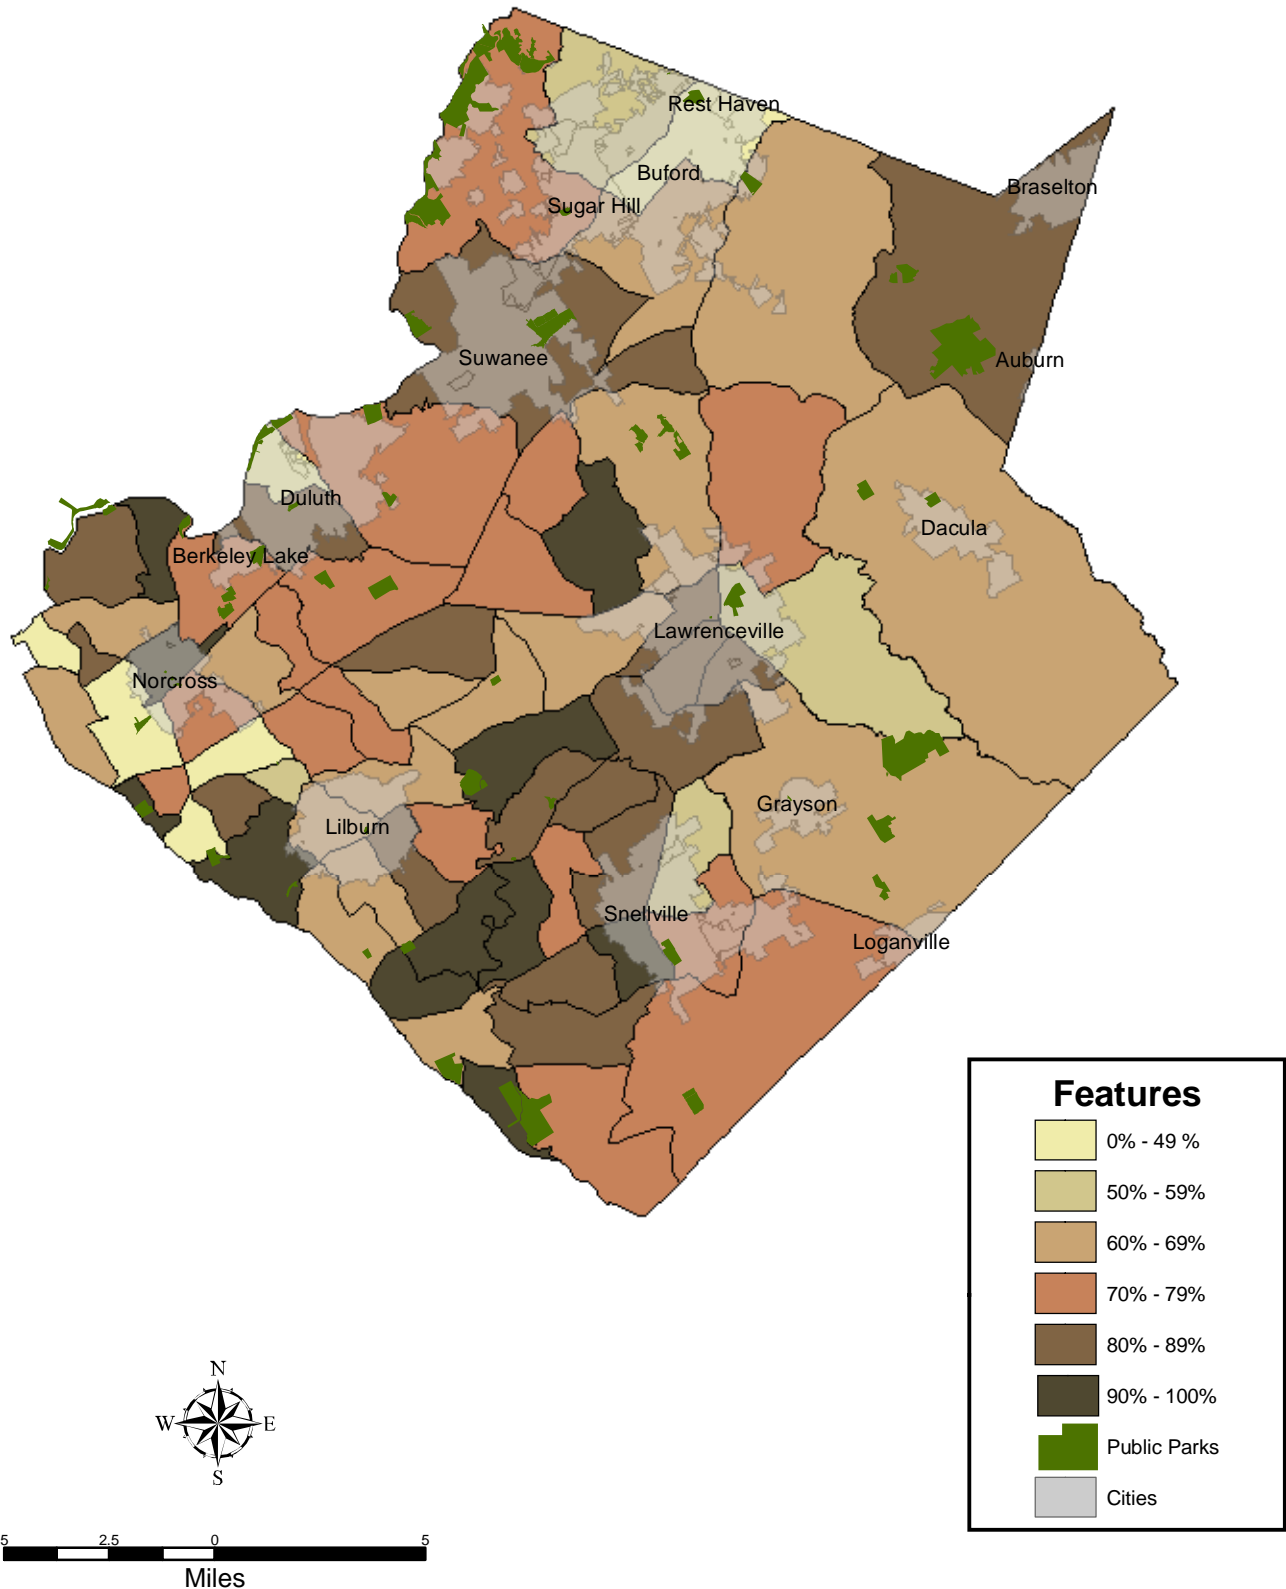 Rest Haven
Buford
Braselton
Sugar Hill
Suwanee
Auburn
Duluth
Dacula
Berkeley Lake
Lawrenceville
Norcross
Grayson
Lilburn
Snellville
Loganville
Features
0% - 49 %
50% - 59%
60% - 69%
70% - 79%
80% - 89%
90% - 100%
Public Parks
Cities
N
W E
S
5 2.5 0 5
Miles